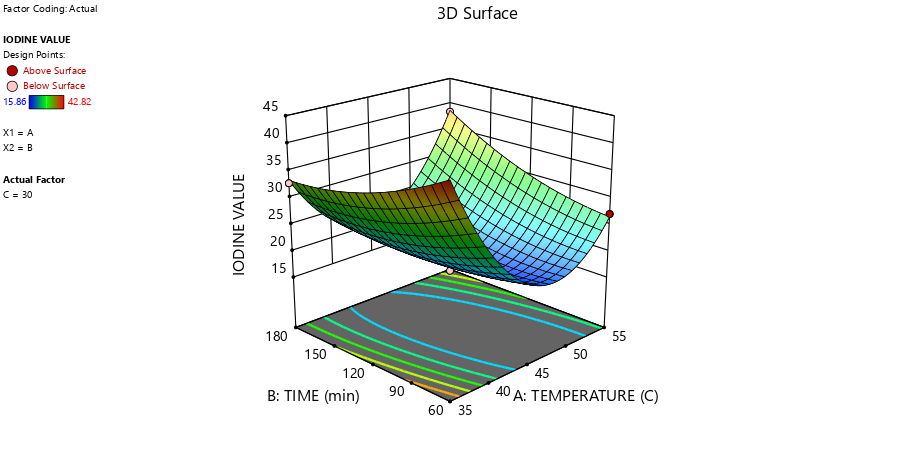 Factor Coding: Actual
3D Surface
IODINE VALUE
Design Points:
Above Surface
Below Surface
15.86 42.82
X1 = A
X2 = B
Actual Factor
C = 30
IODINE VALUE
45
40
35
30
25
20
15
180
150
120
90
60
B: TIME (min)
35
40
45
50
55
A: TEMPERATURE (C)